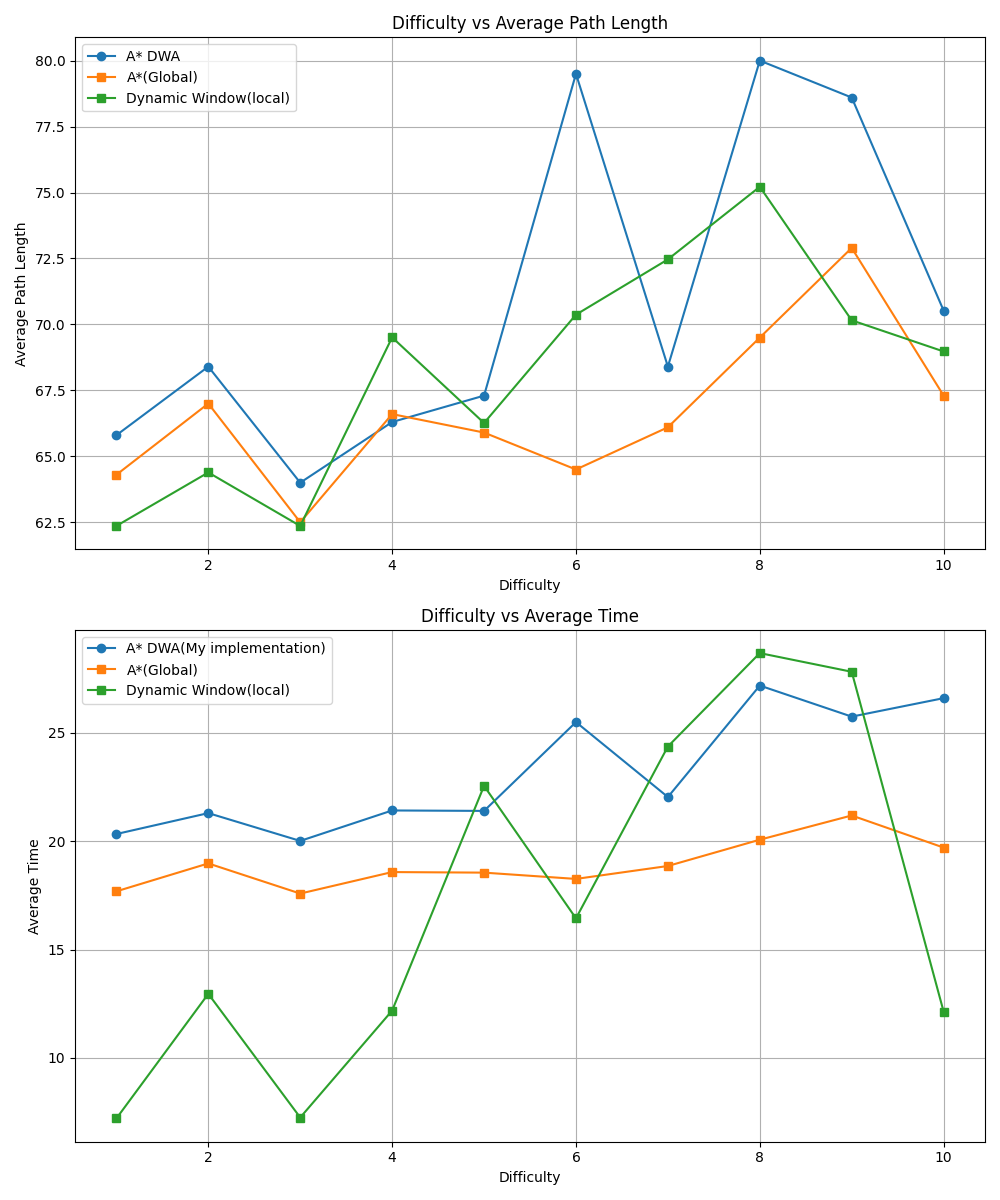 Difficulty vs Average Path Length
A* DWA
A*(Global)
Dynamic Window(local)
80.0
77.5
75.0
72.5
70.0
67.5
65.0
62.5
Average Path Length
2 4 6 8 10
Difficulty
Difficulty vs Average Time
A* DWA(My implementation)
A*(Global)
Dynamic Window(local)
25
20
15
10
Average Time
2 4 6 8 10
Difficulty